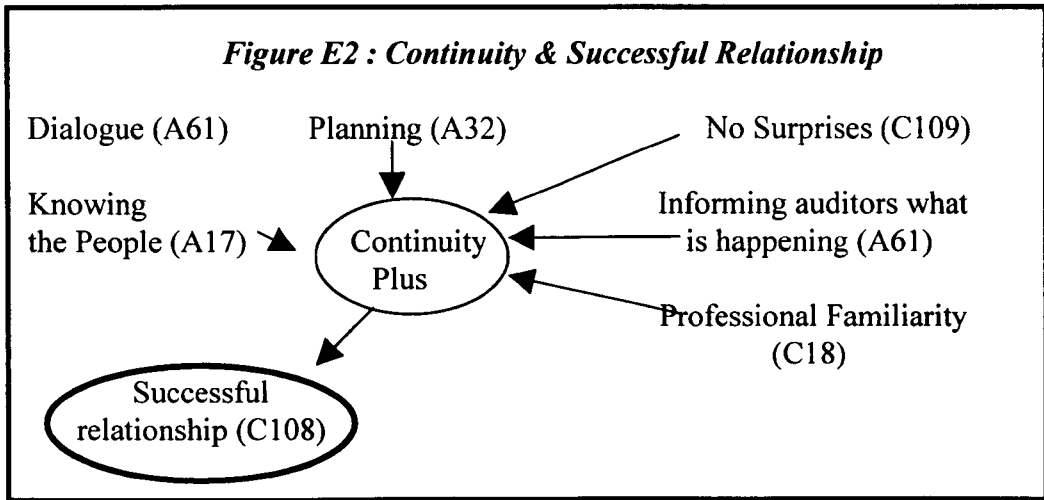 Figure E2 : Continuity & Successful Relationship
Dialogue (A61)
Planning (A32)
No Surprises (C109)
Knowing
the People (A17)
Continuity
Plus
Informing auditors what
is happening (A61)
Professional Familiarity
(C18)
Successful
relationship (C108)